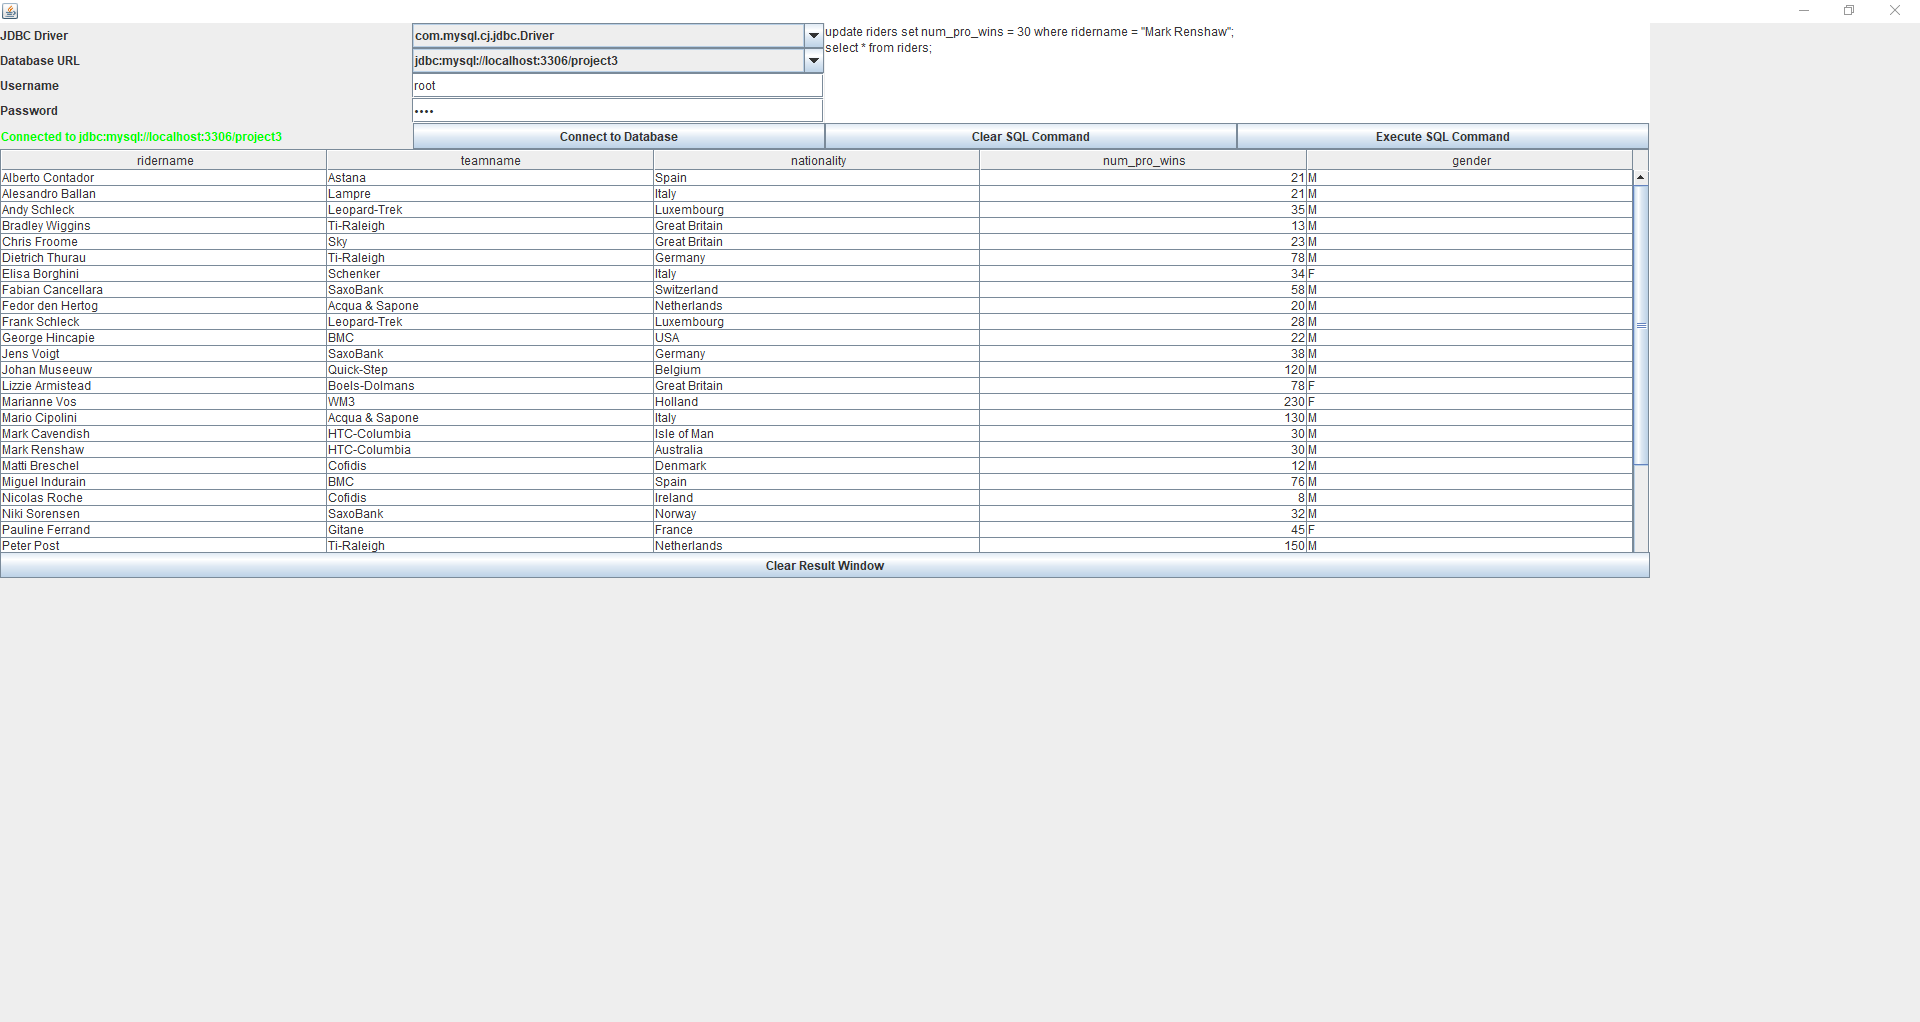 JDBC Driver com.mysql.cj.jdbc.Driver
Database URL jdbc:mysql://localhost:3306/project3
Username root
Password ••••
update riders set num_pro_wins = 30 where ridername = "Mark Renshaw";
select * from riders;
Connected to jdbc:mysql://localhost:3306/project3 Connect to Database Clear SQL Command Execute SQL Command
ridername teamname nationality num_pro_wins gender
Alberto Contador Astana Spain 21 M
Alesandro Ballan Lampre Italy 21 M
Andy Schleck Leopard-Trek Luxembourg 35 M
Bradley Wiggins Ti-Raleigh Great Britain 13 M
Chris Froome Sky Great Britain 23 M
Dietrich Thurau Ti-Raleigh Germany 78 M
Elisa Borghini Schenker Italy 34 F
Fabian Cancellara SaxoBank Switzerland 58 M
Fedor den Hertog Acqua & Sapone Netherlands 20 M
Frank Schleck Leopard-Trek Luxembourg 28 M
George Hincapie BMC USA 22 M
Jens Voigt SaxoBank Germany 38 M
Johan Museeuw Quick-Step Belgium 120 M
Lizzie Armistead Boels-Dolmans Great Britain 78 F
Marianne Vos WM3 Holland 230 F
Mario Cipolini Acqua & Sapone Italy 130 M
Mark Cavendish HTC-Columbia Isle of Man 30 M
Mark Renshaw HTC-Columbia Australia 30 M
Matti Breschel Cofidis Denmark 12 M
Miguel Indurain BMC Spain 76 M
Nicolas Roche Cofidis Ireland 8 M
Niki Sorensen SaxoBank Norway 32 M
Pauline Ferrand Gitane France 45 F
Peter Post Ti-Raleigh Netherlands 150 M
Clear Result Window